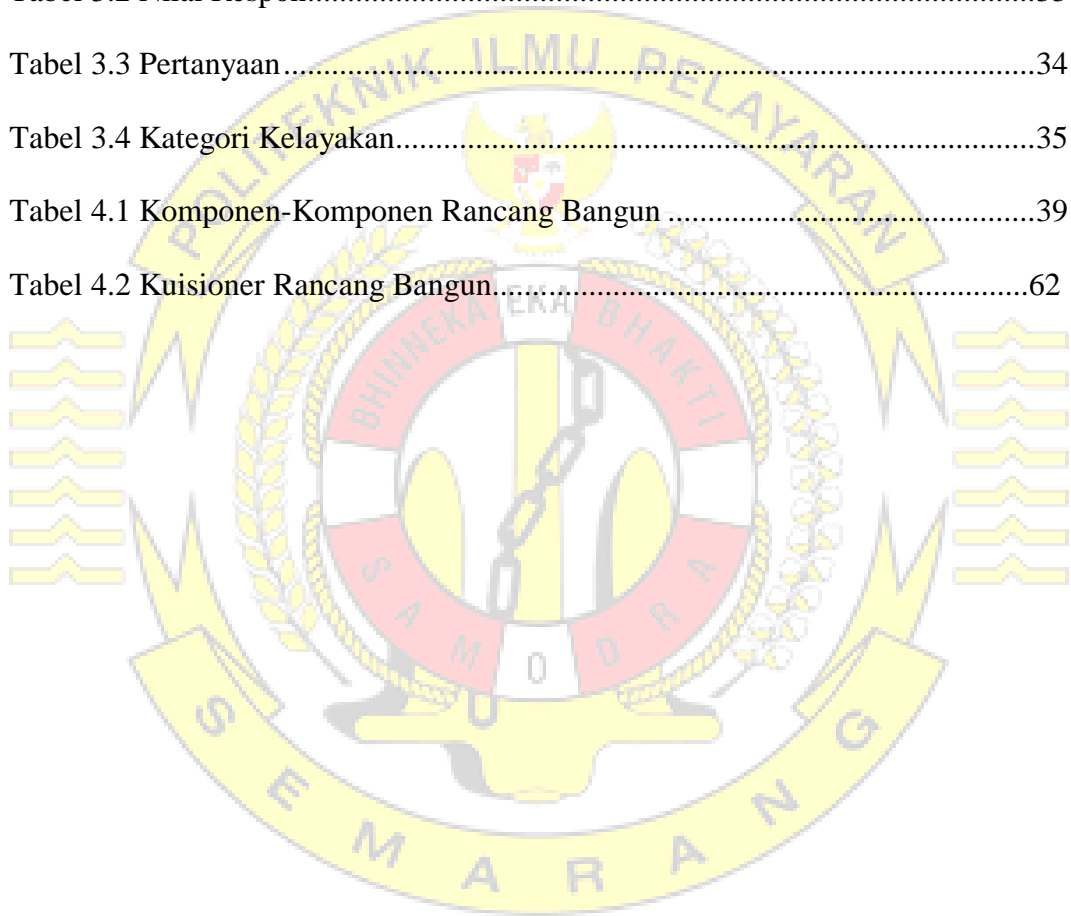 Tabel 3.3 Pertanyaan..............................34
Tabel 3.4 Kategori Kelayakan..............................35
Tabel 4.1 Komponen-Komponen Rancang Bangun ..............................39
Tabel 4.2 Kuisioner Rancang Bangun..............................62
POLITEKNIK ILMU PELAYARAN
BHINNEKA EKA BHAKTI
SAMODRA
SEMARANG